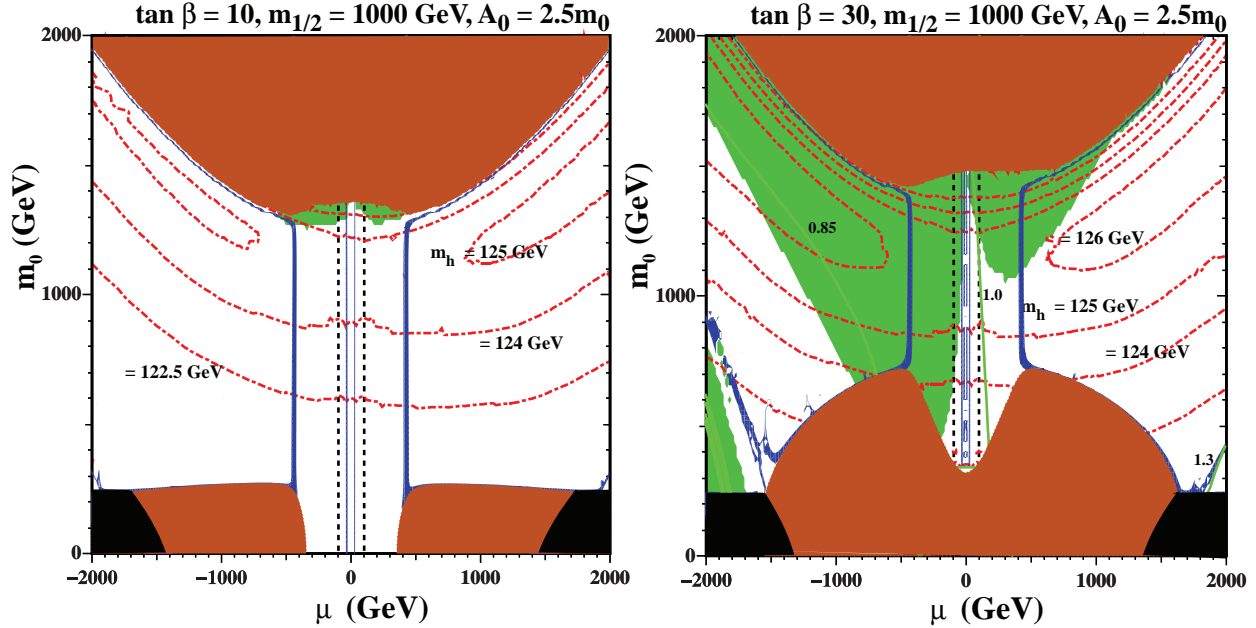 tan β = 10, m1/2 = 1000 GeV, A0 = 2.5m0
2000
1000
0
m0 (GeV)
mh = 125 GeV
= 124 GeV
= 122.5 GeV
−2000
−1000
0
1000
2000
μ (GeV)
tan β = 30, m1/2 = 1000 GeV, A0 = 2.5m0
2000
1000
0
m0 (GeV)
0.85
= 126 GeV
1.0
mh = 125 GeV
= 124 GeV
1.3
−2000
−1000
0
1000
2000
μ (GeV)